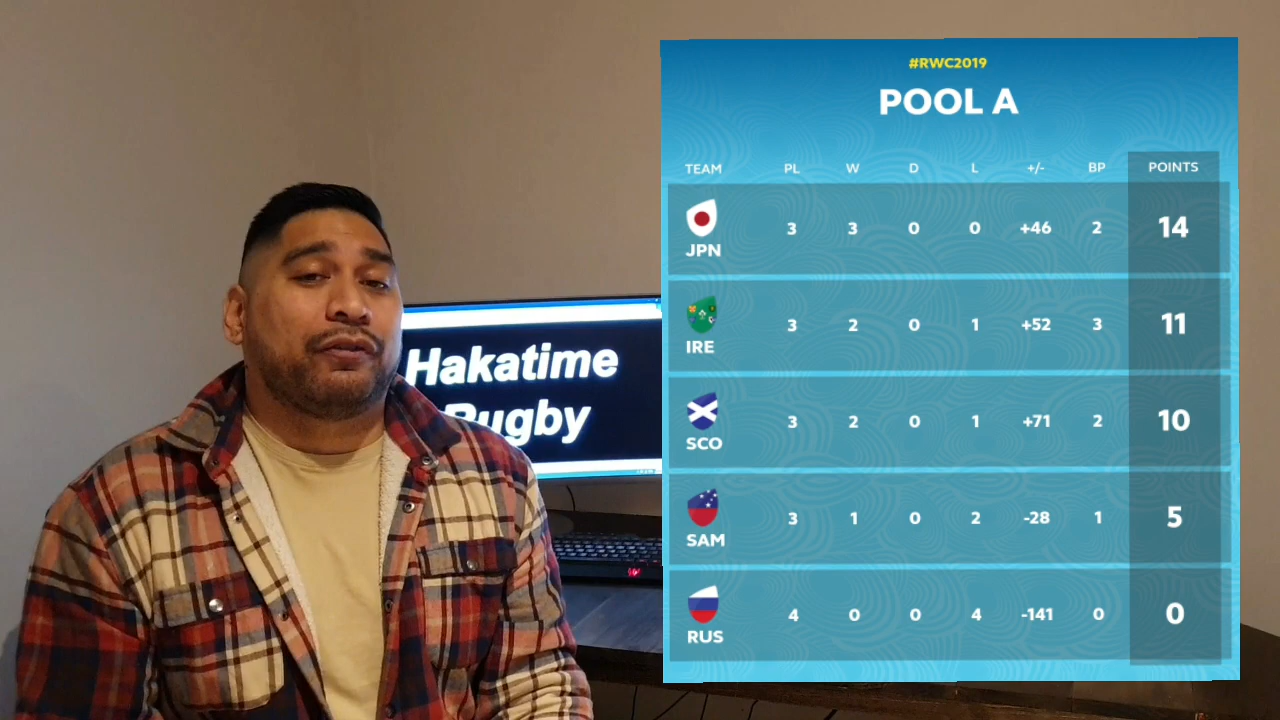 Hakatime
Rugby
#RWC2019
POOL A
TEAM PL W D L +/- BP POINTS
JPN 3 3 0 0 +46 2 14
IRE 3 2 0 1 +52 3 11
SCO 3 2 0 1 +71 2 10
SAM 3 1 0 2 -28 1 5
RUS 4 0 0 4 -141 0 0